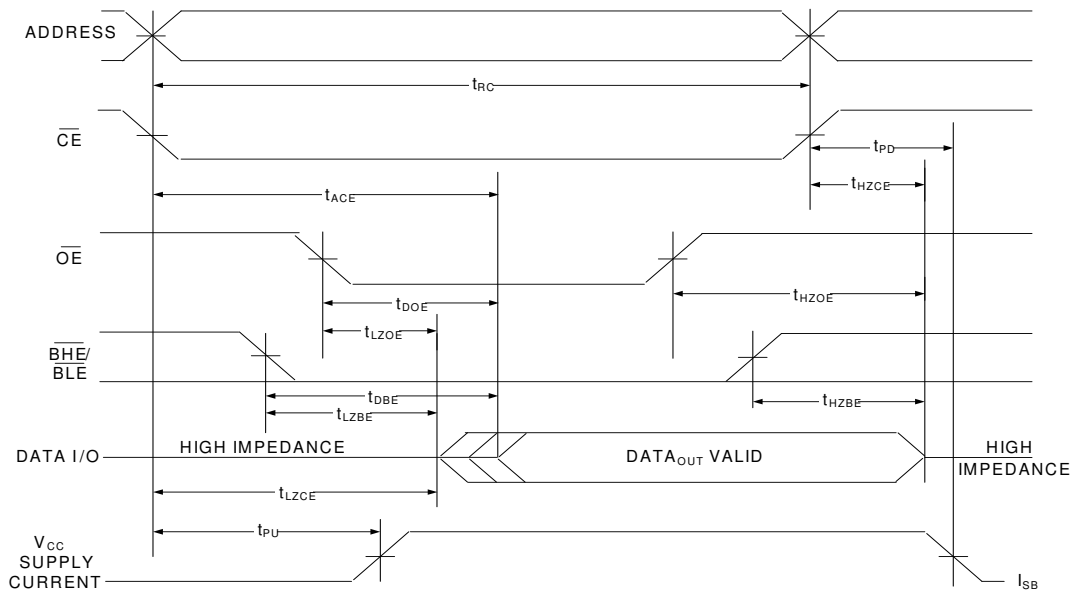 ADDRESS
tRC
CE
tPD
tHZCE
tACE
OE
tHZOE
tDOE
tLZOE
BHE/
BLE
tDBE
tHZBE
tLZBE
DATA I/O
HIGH IMPEDANCE
DATAOUT VALID
HIGH
IMPEDANCE
tLZCE
tPU
VCC
SUPPLY
CURRENT
ISB